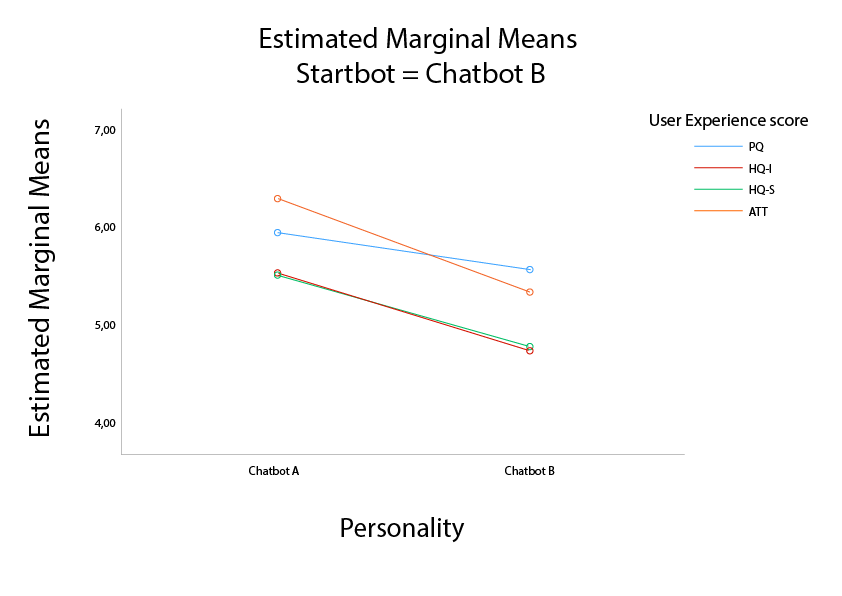 Estimated Marginal Means
Startbot = Chatbot B
Estimated Marginal Means
7,00
6,00
5,00
4,00
Chatbot A
Chatbot B
Personality
User Experience score
PQ
HQ-I
HQ-S
ATT